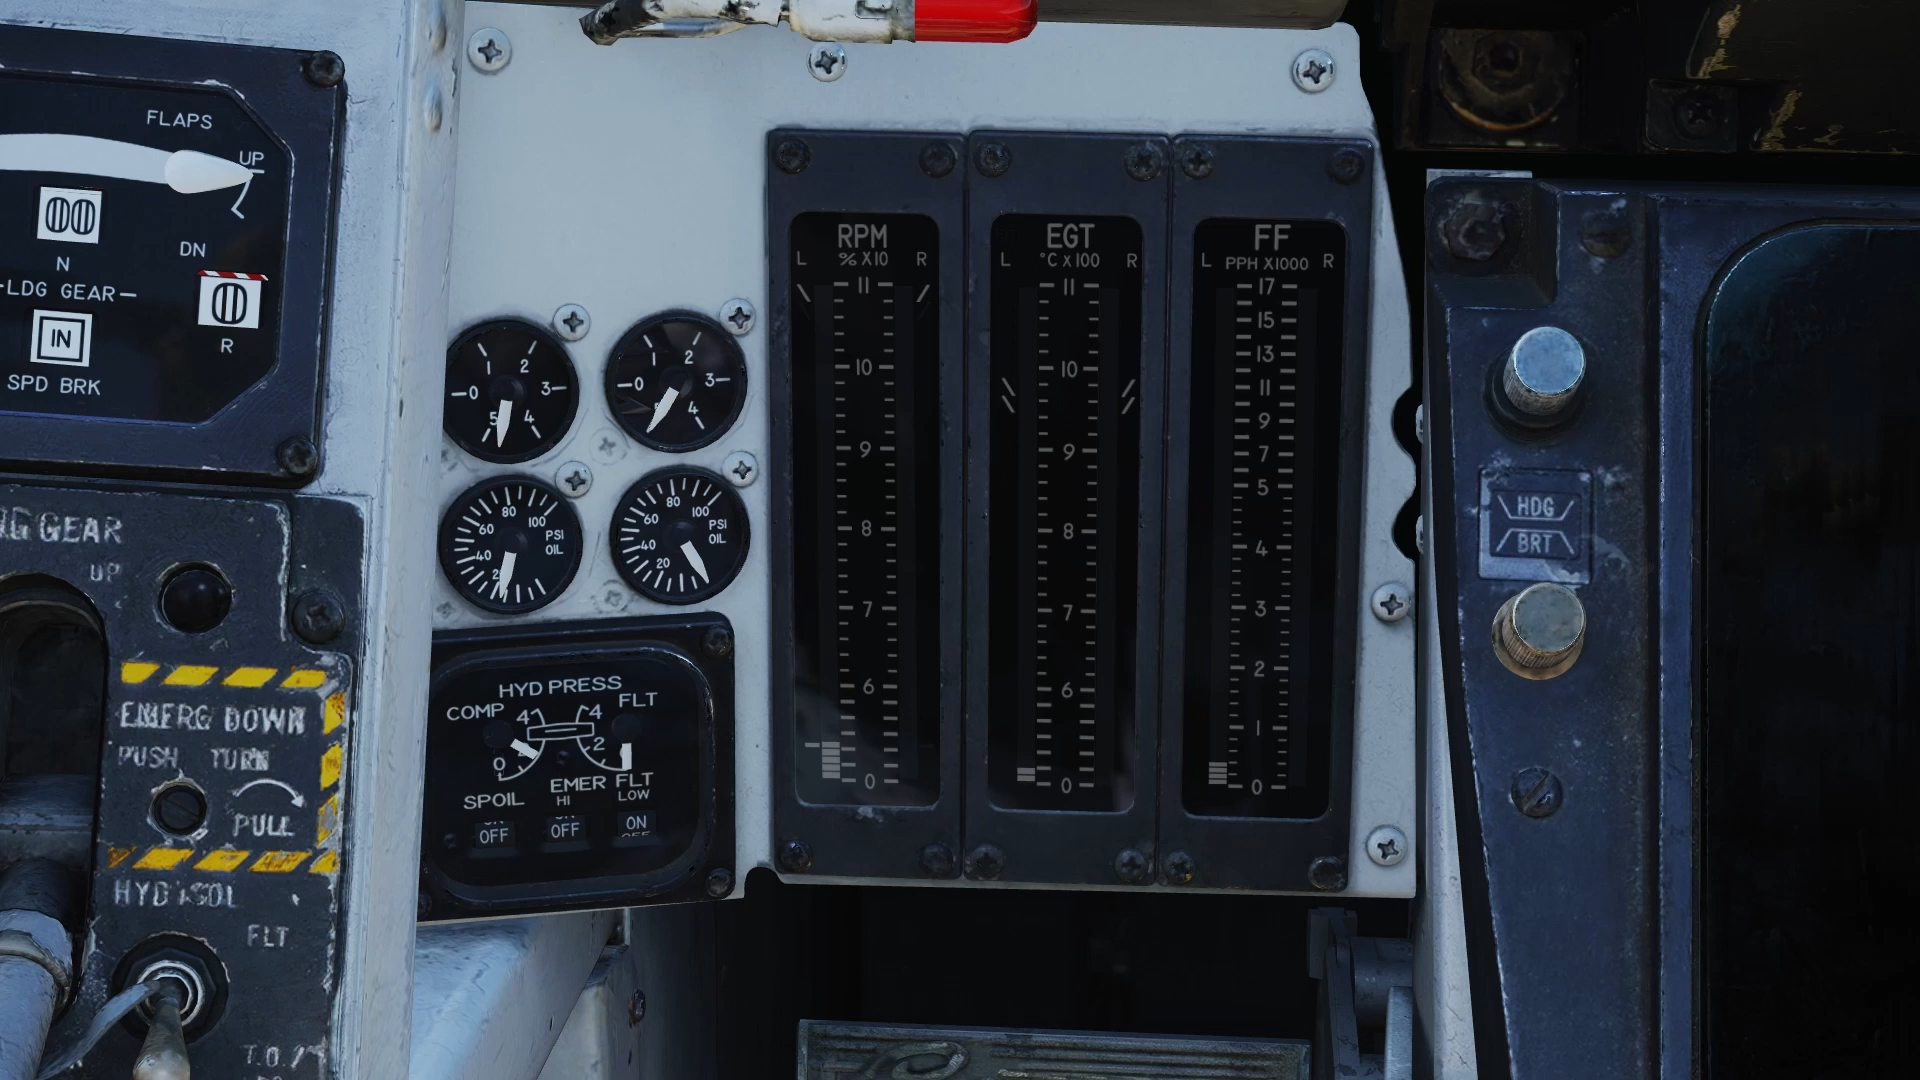 FLAPS
UP
DN
N
LDG GEAR
R
IN
SPD BRK
GEAR
UP
EMERG DOWN
PUSH TURN
PULL
HYD ISOL
FLT
0 1 2 3 4 5
0 1 2 3 4
40 60 80 100
PSI
OIL
20 40 60 80 100
PSI
OIL
HYD PRESS
COMP
FLT
4 4
0
2
SPOIL
EMER FLT
HI
LOW
OFF
OFF
ON
RPM
L % X10 R
11
10
9
8
7
6
0
EGT
L °C X100 R
11
10
9
8
7
6
0
FF
L PPH X1000 R
17
15
13
11
9
7
5
4
3
2
1
0
HDG
BRT